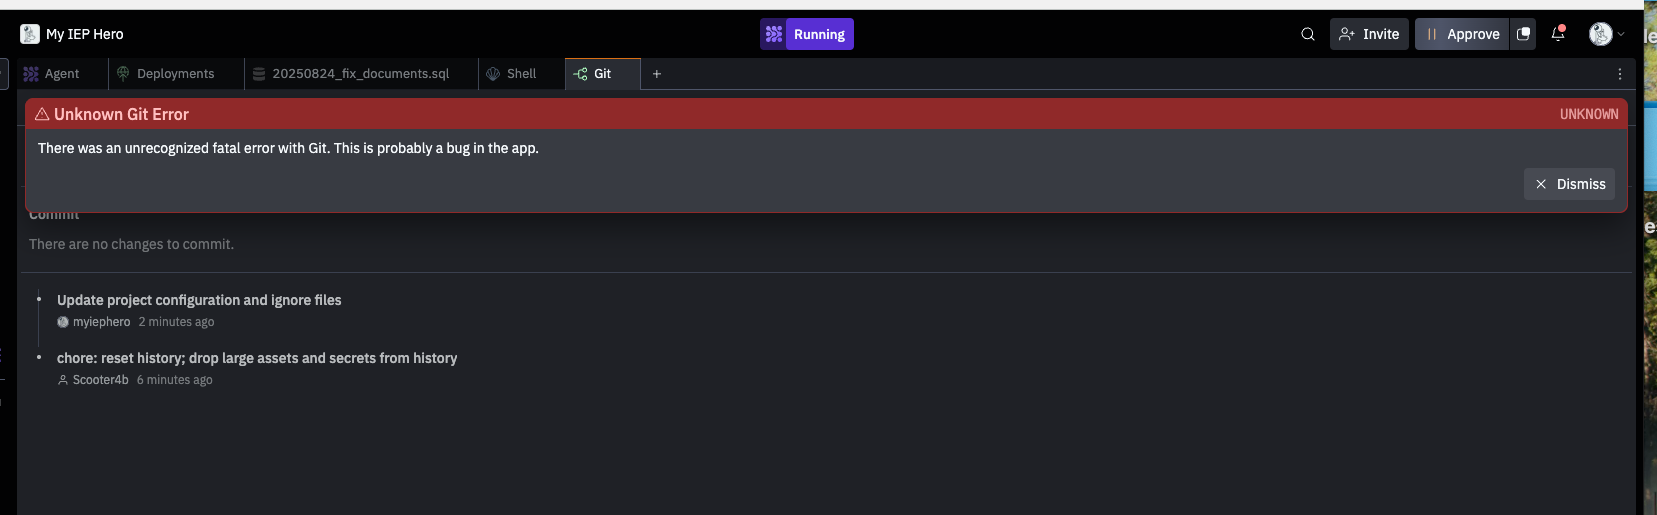 My IEP Hero
Running
Invite
Approve
Agent
Deployments
20250824_fix_documents.sql
Shell
Git
+
Unknown Git Error
UNKNOWN
There was an unrecognized fatal error with Git. This is probably a bug in the app.
Dismiss
Commit
There are no changes to commit.
Update project configuration and ignore files
myiephero 2 minutes ago
chore: reset history; drop large assets and secrets from history
Scooter4b 6 minutes ago